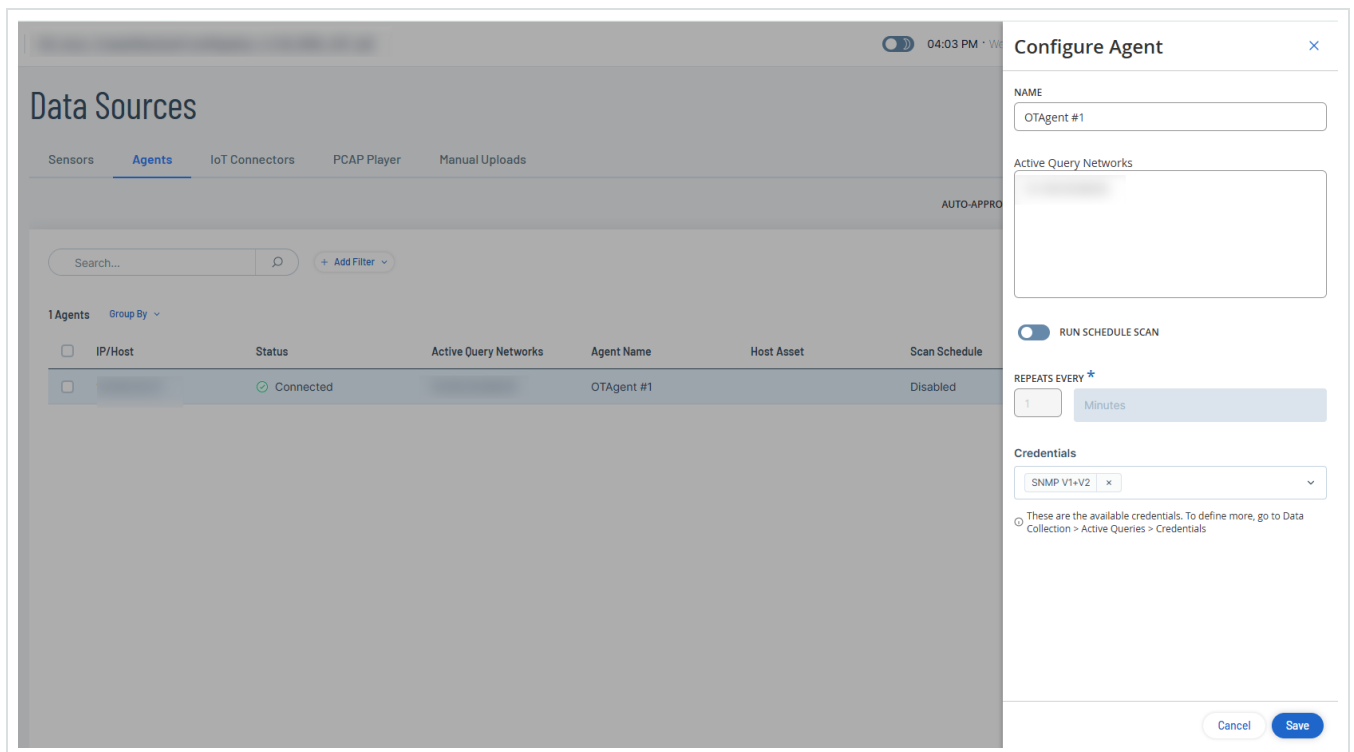 04:03 PM
Data Sources
Sensors Agents IoT Connectors PCAP Player Manual Uploads
Search...
+ Add Filter
1 Agents Group By
IP/Host Status Active Query Networks Agent Name Host Asset Scan Schedule
Connected OTAgent #1 Disabled
Configure Agent
NAME
OTAgent #1
Active Query Networks
RUN SCHEDULE SCAN
REPEATS EVERY *
1 Minutes
Credentials
SNMP V1+V2 ×
These are the available credentials. To define more, go to Data
Collection > Active Queries > Credentials
Cancel Save